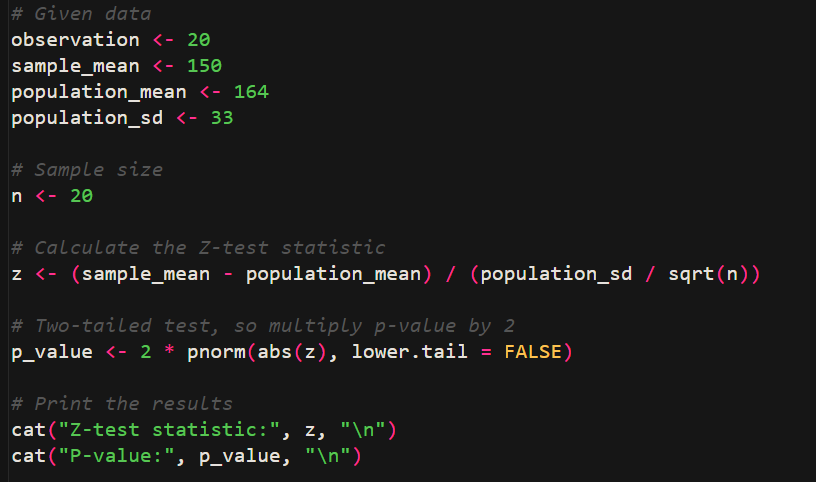 # Given data
observation <- 20
sample_mean <- 150
population_mean <- 164
population_sd <- 33
# Sample size
n <- 20
# Calculate the Z-test statistic
z <- (sample_mean - population_mean) / (population_sd / sqrt(n))
# Two-tailed test, so multiply p-value by 2
p_value <- 2 * pnorm(abs(z), lower.tail = FALSE)
# Print the results
cat("Z-test statistic:", z, "\n")
cat("P-value:", p_value, "\n")